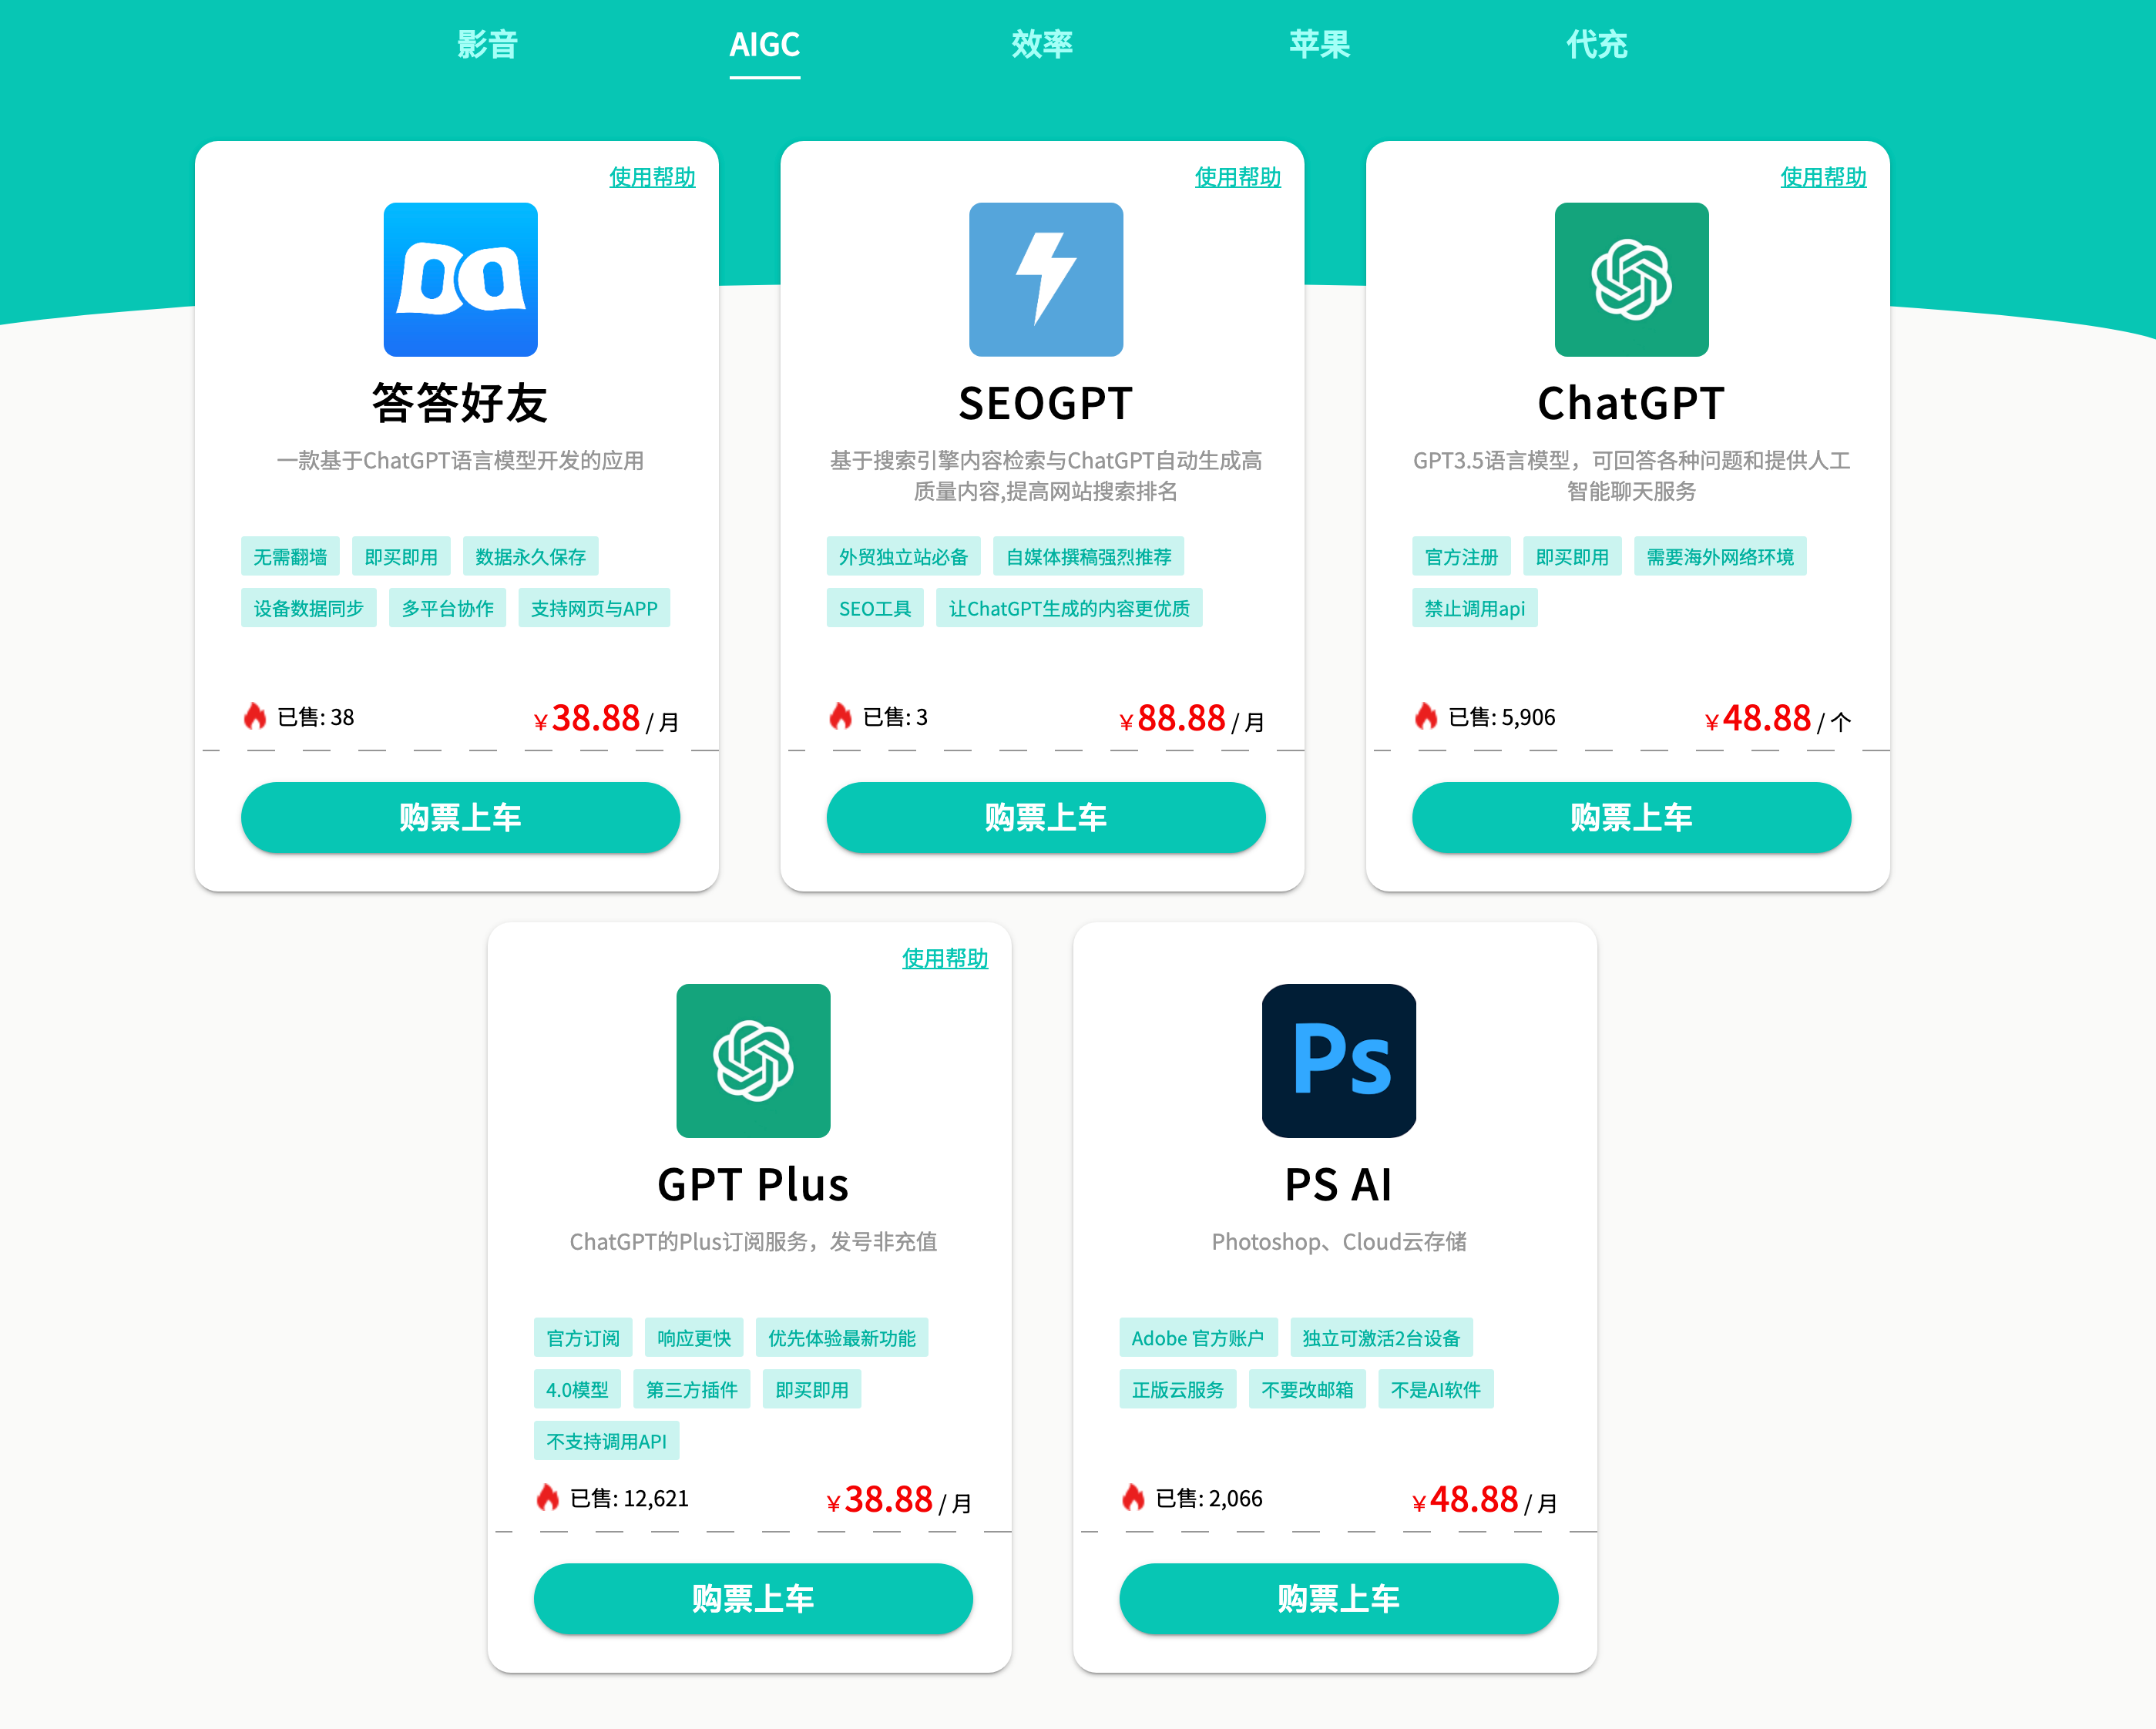 影音 AIGC 效率 苹果 代充
使用帮助
答答好友
一款基于ChatGPT语言模型开发的应用
无需翻墙 即买即用 数据永久保存
设备数据同步 多平台协作 支持网页与APP
已售: 38 ¥38.88 / 月
购票上车
使用帮助
SEOGPT
基于搜索引擎内容检索与ChatGPT自动生成高
质量内容,提高网站搜索排名
外贸独立站必备 自媒体撰稿强烈推荐
SEO工具 让ChatGPT生成的内容更优质
已售: 3 ¥88.88 / 月
购票上车
使用帮助
ChatGPT
GPT3.5语言模型，可回答各种问题和提供人工
智能聊天服务
官方注册 即买即用 需要海外网络环境
禁止调用api
已售: 5,906 ¥48.88 / 个
购票上车
使用帮助
GPT Plus
ChatGPT的Plus订阅服务，发号非充值
官方订阅 响应更快 优先体验最新功能
4.0模型 第三方插件 即买即用
不支持调用API
已售: 12,621 ¥38.88 / 月
购票上车
Ps
PS AI
Photoshop、Cloud云存储
Adobe 官方账户 独立可激活2台设备
正版云服务 不要改邮箱 不是AI软件
已售: 2,066 ¥48.88 / 月
购票上车